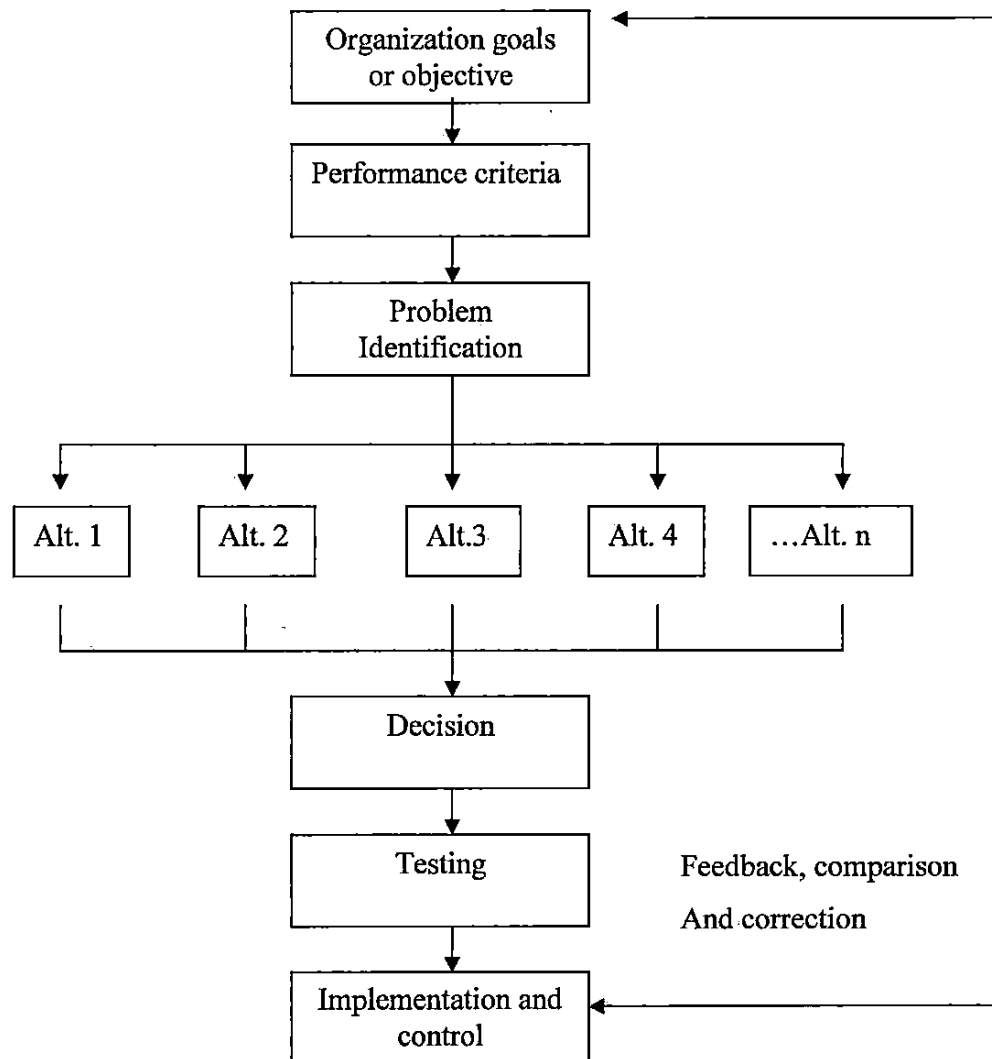 Organization goals
or objective
Performance criteria
Problem
Identification
Alt. 1
Alt. 2
Alt.3
Alt. 4
...Alt. n
Decision
Testing
Feedback, comparison
And correction
Implementation and
control